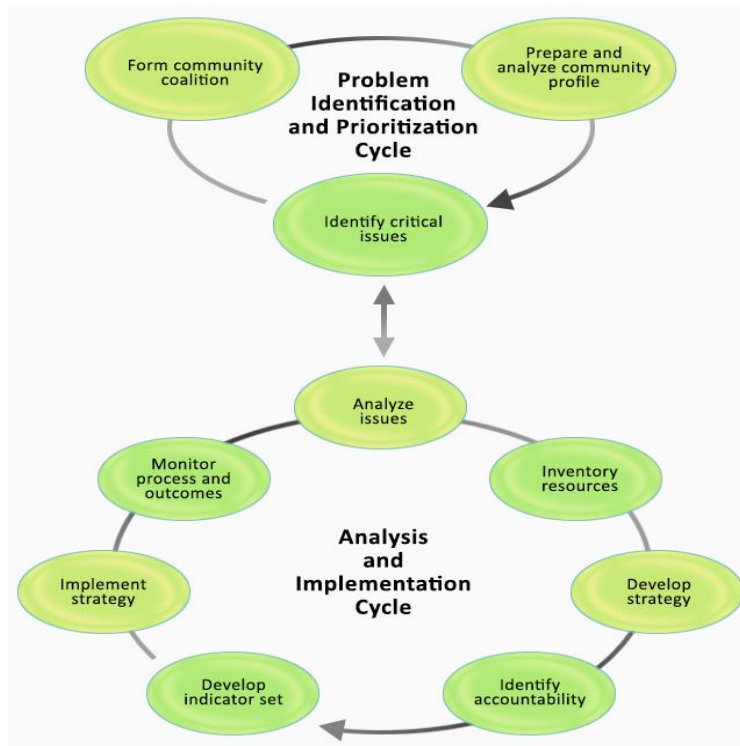 Form community
coalition
Prepare and
analyze community
profile
Problem
Identification
and Prioritization
Cycle
Identify critical
issues
Analyze
issues
Monitor
process and
outcomes
Inventory
resources
Analysis
and
Implementation
Cycle
Implement
strategy
Develop
strategy
Develop
indicator set
Identify
accountability